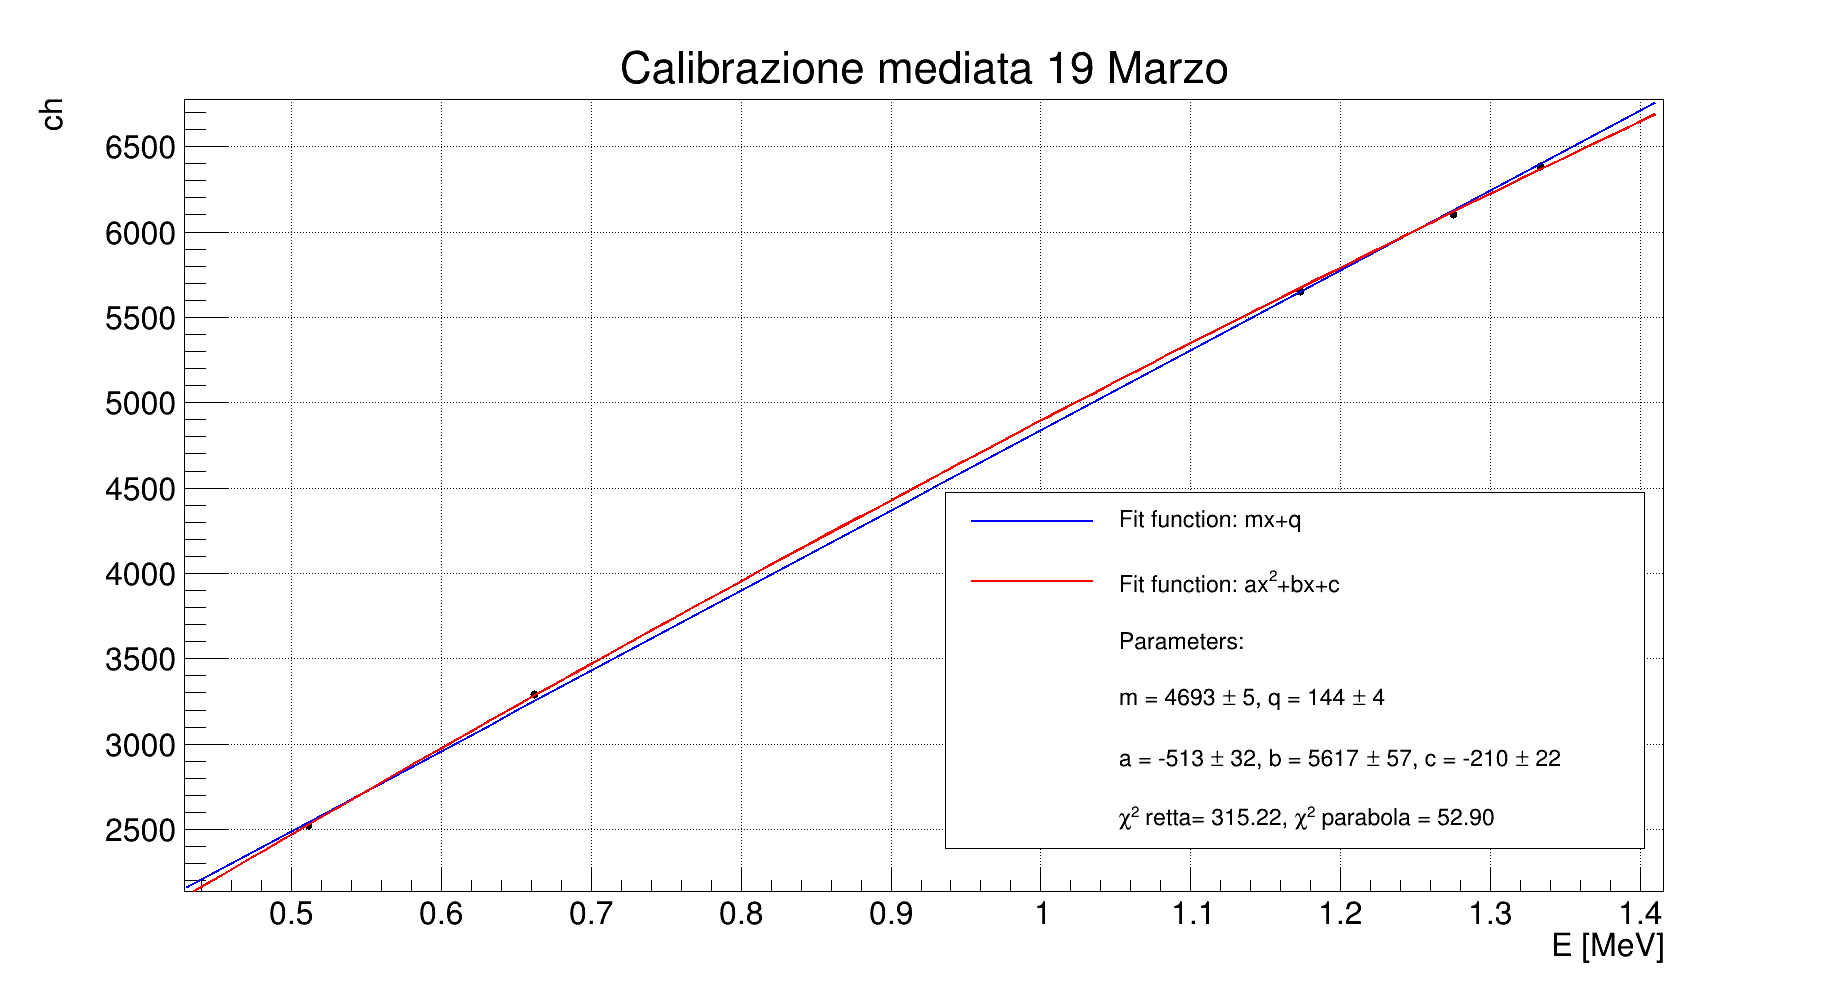 Calibrazione mediata 19 Marzo
ch
6500
6000
5500
5000
4500
4000
3500
3000
2500
Fit function: mx+q
Fit function: ax²+bx+c
Parameters:
m = 4693 ± 5, q = 144 ± 4
a = -513 ± 32, b = 5617 ± 57, c = -210 ± 22
χ² retta= 315.22, χ² parabola = 52.90
0.5 0.6 0.7 0.8 0.9 1 1.1 1.2 1.3 1.4
E [MeV]